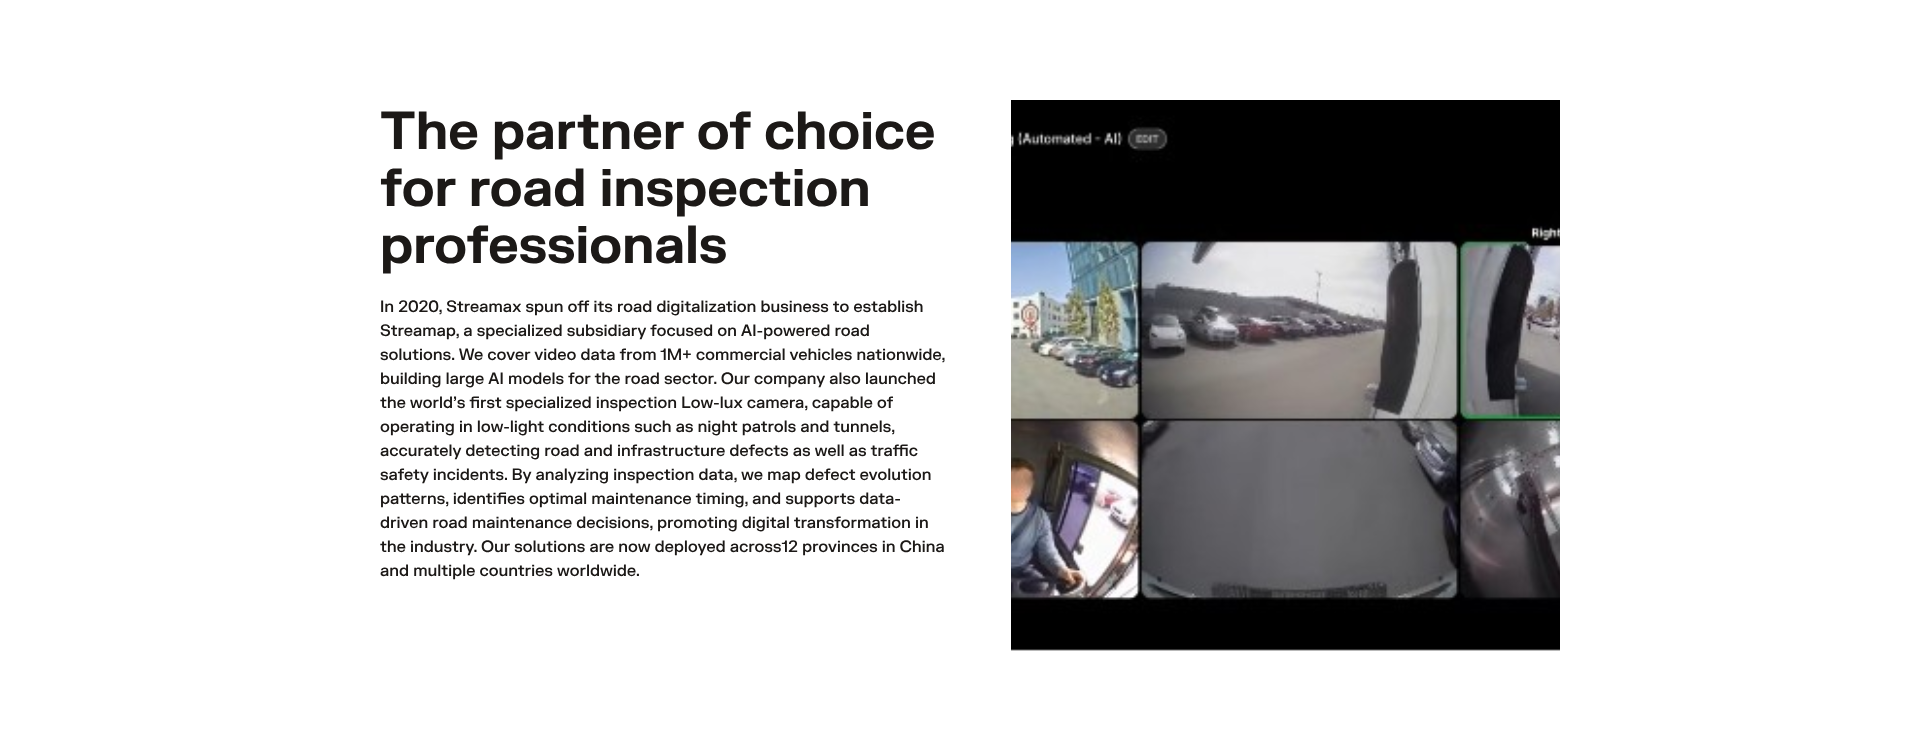 The partner of choice
for road inspection
professionals
In 2020, Streamax spun off its road digitalization business to establish
Streamap, a specialized subsidiary focused on AI-powered road
solutions. We cover video data from 1M+ commercial vehicles nationwide,
building large AI models for the road sector. Our company also launched
the world’s first specialized inspection Low-lux camera, capable of
operating in low-light conditions such as night patrols and tunnels,
accurately detecting road and infrastructure defects as well as traffic
safety incidents. By analyzing inspection data, we map defect evolution
patterns, identifies optimal maintenance timing, and supports data-
driven road maintenance decisions, promoting digital transformation in
the industry. Our solutions are now deployed across12 provinces in China
and multiple countries worldwide.
(Automated - AI) EDIT
Right